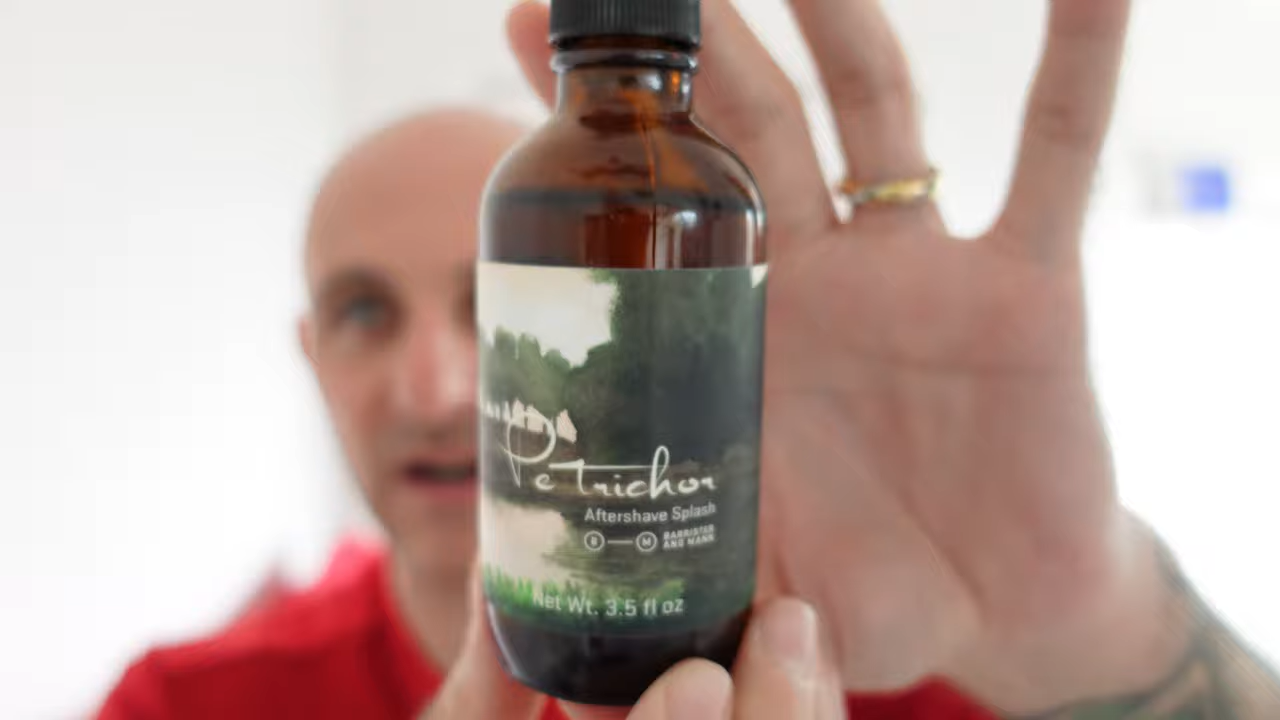 Petrichor
Aftershave Splash
B M BARRISTER
AND MANN
Net Wt. 3.5 fl oz